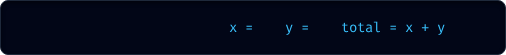 x =    y =    total = x + y